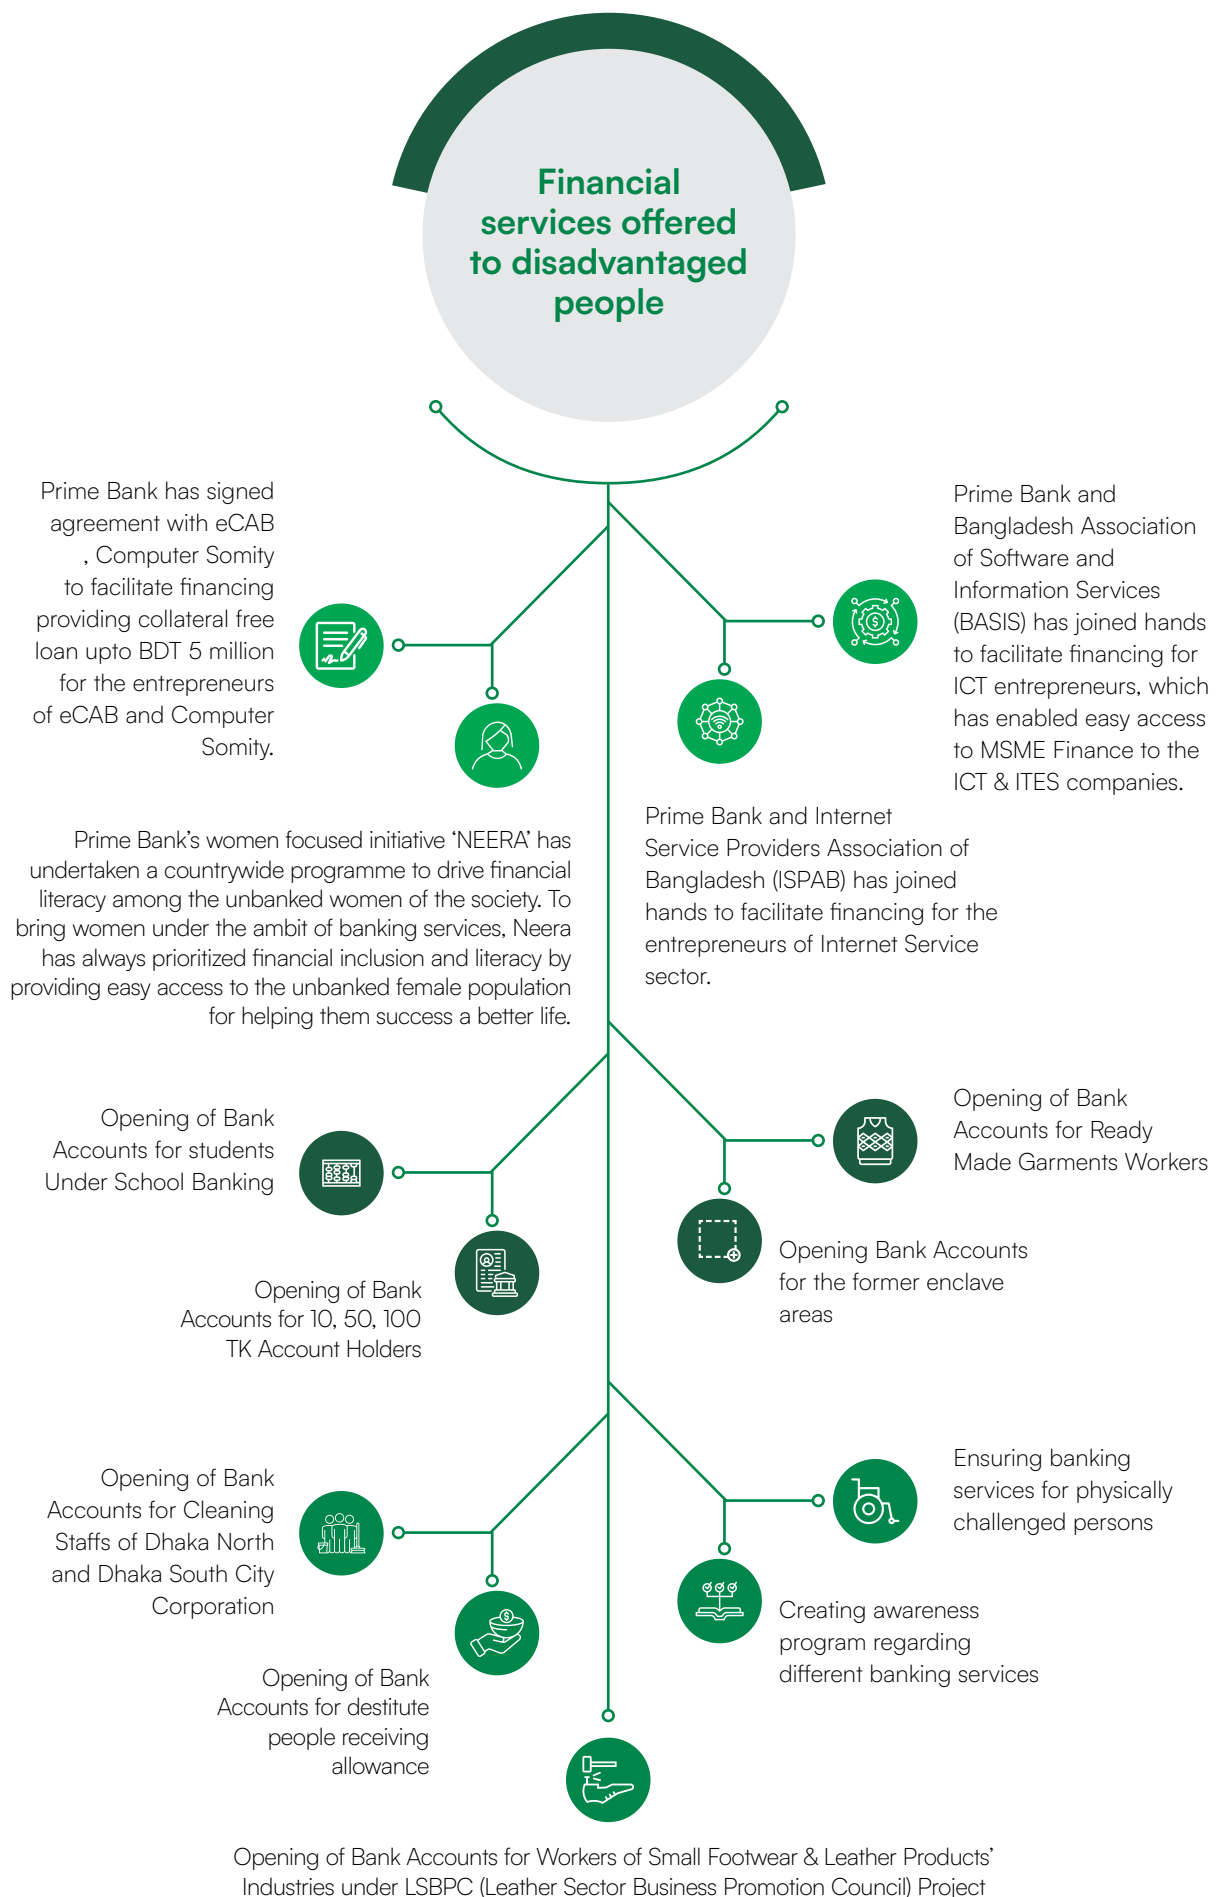 Financial
services offered
to disadvantaged
people
Prime Bank has signed
agreement with eCAB
, Computer Somity
to facilitate financing
providing collateral free
loan upto BDT 5 million
for the entrepreneurs
of eCAB and Computer
Somity.
Prime Bank and
Bangladesh Association
of Software and
Information Services
(BASIS) has joined hands
to facilitate financing for
ICT entrepreneurs, which
has enabled easy access
to MSME Finance to the
ICT & ITES companies.
Prime Bank's women focused initiative 'NEERA' has
undertaken a countrywide programme to drive financial
literacy among the unbanked women of the society. To
bring women under the ambit of banking services, Neera
has always prioritized financial inclusion and literacy by
providing easy access to the unbanked female population
for helping them success a better life.
Prime Bank and Internet
Service Providers Association of
Bangladesh (ISPAB) has joined
hands to facilitate financing for the
entrepreneurs of Internet Service
sector.
Opening of Bank
Accounts for students
Under School Banking
Opening of Bank
Accounts for Ready
Made Garments Workers
Opening of Bank
Accounts for 10, 50, 100
TK Account Holders
Opening Bank Accounts
for the former enclave
areas
Opening of Bank
Accounts for Cleaning
Staffs of Dhaka North
and Dhaka South City
Corporation
Ensuring banking
services for physically
challenged persons
Opening of Bank
Accounts for destitute
people receiving
allowance
Creating awareness
program regarding
different banking services
Opening of Bank Accounts for Workers of Small Footwear & Leather Products'
Industries under LSBPC (Leather Sector Business Promotion Council) Project